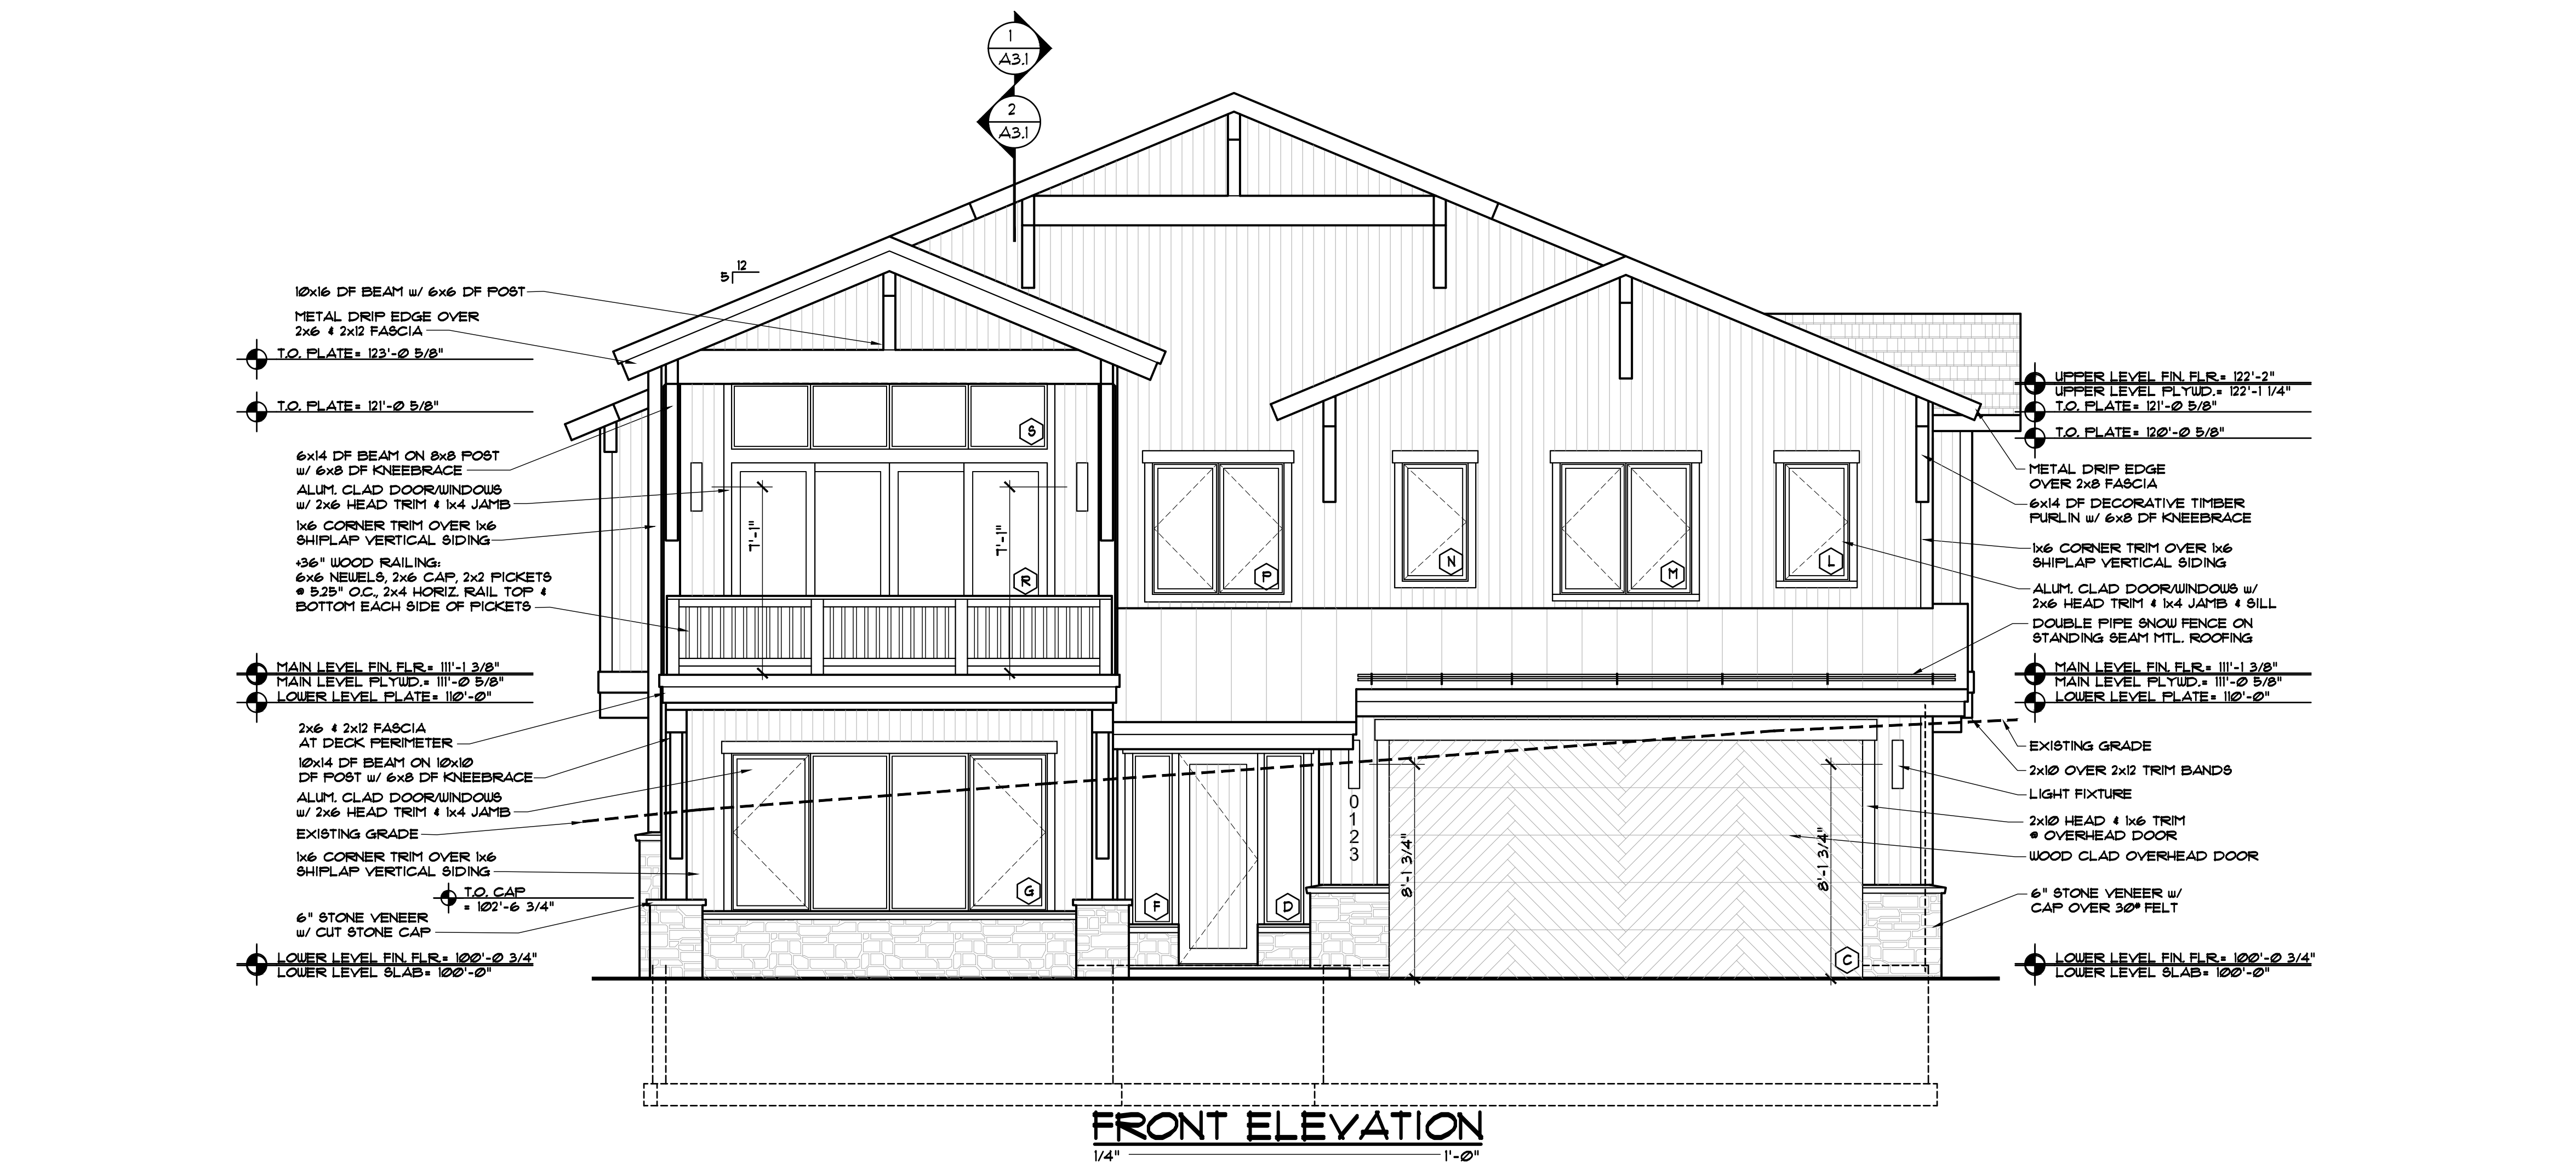 1
A3.1
2
A3.1
12
5
10x16 DF BEAM w/ 6x6 DF POST
METAL DRIP EDGE OVER
2x6 & 2x12 FASCIA
T.O. PLATE= 123'-0 5/8"
T.O. PLATE= 121'-0 5/8"
6x14 DF BEAM ON 8x8 POST
w/ 6x8 DF KNEEBRACE
ALUM. CLAD DOOR/WINDOWS
w/ 2x6 HEAD TRIM & 1x4 JAMB
1x6 CORNER TRIM OVER 1x6
SHIPLAP VERTICAL SIDING
+36" WOOD RAILING:
6x6 NEWELS, 2x6 CAP, 2x2 PICKETS
@ 5.25" O.C., 2x4 HORIZ. RAIL TOP &
BOTTOM EACH SIDE OF PICKETS
MAIN LEVEL FIN. FLR.= 111'-1 3/8"
MAIN LEVEL PLYWD.= 111'-0 5/8"
LOWER LEVEL PLATE= 110'-0"
2x6 & 2x12 FASCIA
AT DECK PERIMETER
10x14 DF BEAM ON 10x10
DF POST w/ 6x8 DF KNEEBRACE
ALUM. CLAD DOOR/WINDOWS
w/ 2x6 HEAD TRIM & 1x4 JAMB
EXISTING GRADE
1x6 CORNER TRIM OVER 1x6
SHIPLAP VERTICAL SIDING
T.O. CAP
= 102'-6 3/4"
6" STONE VENEER
w/ CUT STONE CAP
LOWER LEVEL FIN. FLR.= 100'-0 3/4"
LOWER LEVEL SLAB= 100'-0"
S
7'-1"
7'-1"
R
P
N
M
L
G
F
D
0
1
2
3
8'-1 3/4"
8'-1 3/4"
C
UPPER LEVEL FIN. FLR.= 122'-2"
UPPER LEVEL PLYWD.= 122'-1 1/4"
T.O. PLATE= 121'-0 5/8"
T.O. PLATE= 120'-0 5/8"
METAL DRIP EDGE
OVER 2x8 FASCIA
6x14 DF DECORATIVE TIMBER
PURLIN w/ 6x8 DF KNEEBRACE
1x6 CORNER TRIM OVER 1x6
SHIPLAP VERTICAL SIDING
ALUM. CLAD DOOR/WINDOWS w/
2x6 HEAD TRIM & 1x4 JAMB & SILL
DOUBLE PIPE SNOW FENCE ON
STANDING SEAM MTL. ROOFING
MAIN LEVEL FIN. FLR.= 111'-1 3/8"
MAIN LEVEL PLYWD.= 111'-0 5/8"
LOWER LEVEL PLATE= 110'-0"
EXISTING GRADE
2x10 OVER 2x12 TRIM BANDS
LIGHT FIXTURE
2x10 HEAD & 1x6 TRIM
@ OVERHEAD DOOR
WOOD CLAD OVERHEAD DOOR
6" STONE VENEER w/
CAP OVER 30# FELT
LOWER LEVEL FIN. FLR.= 100'-0 3/4"
LOWER LEVEL SLAB= 100'-0"
FRONT ELEVATION
1/4" 1'-0"